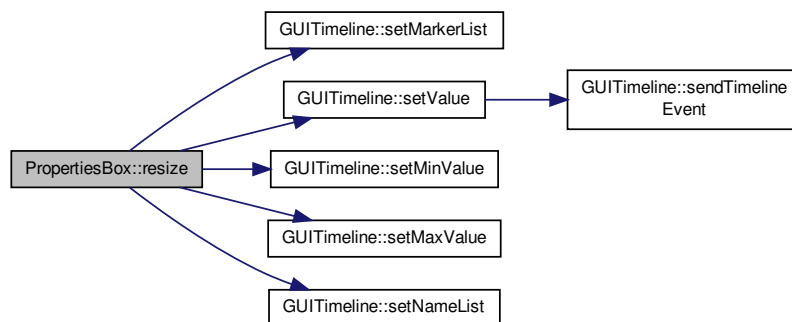 GUITimeline::setMarkerList
GUITimeline::setValue
GUITimeline::sendTimeline
Event
PropertiesBox::resize
GUITimeline::setMinValue
GUITimeline::setMaxValue
GUITimeline::setNameList